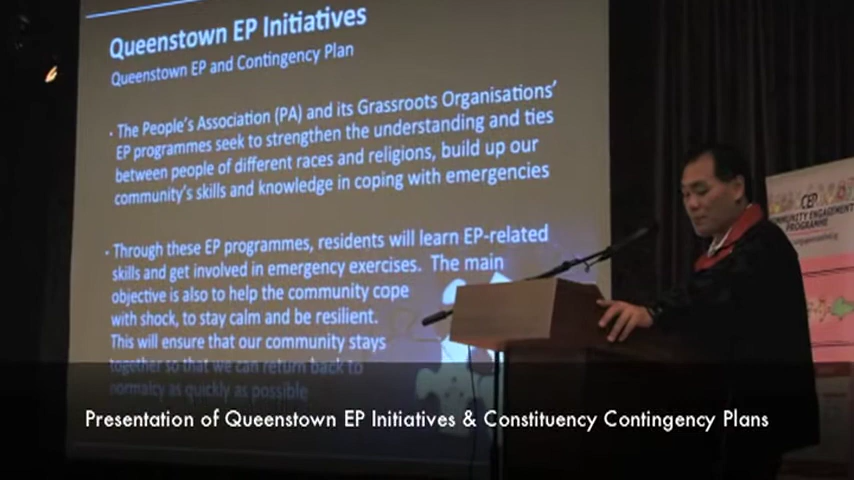 Queenstown EP Initiatives
Queenstown EP and Contingency Plan
• The People's Association (PA) and its Grassroots Organisations'
EP programmes seek to strengthen the understanding and ties
between people of different races and religions, build up our
community's skills and knowledge in coping with emergencies
• Through these EP programmes, residents will learn EP-related
skills and get involved in emergency exercises. The main
objective is also to help the community cope
with shock, to stay calm and be resilient.
This will ensure that our community stays
together so that we can return back to
normalcy as quickly as possible
CEP
COMMUNITY ENGAGEMENT
PROGRAMME
Presentation of Queenstown EP Initiatives & Constituency Contingency Plans